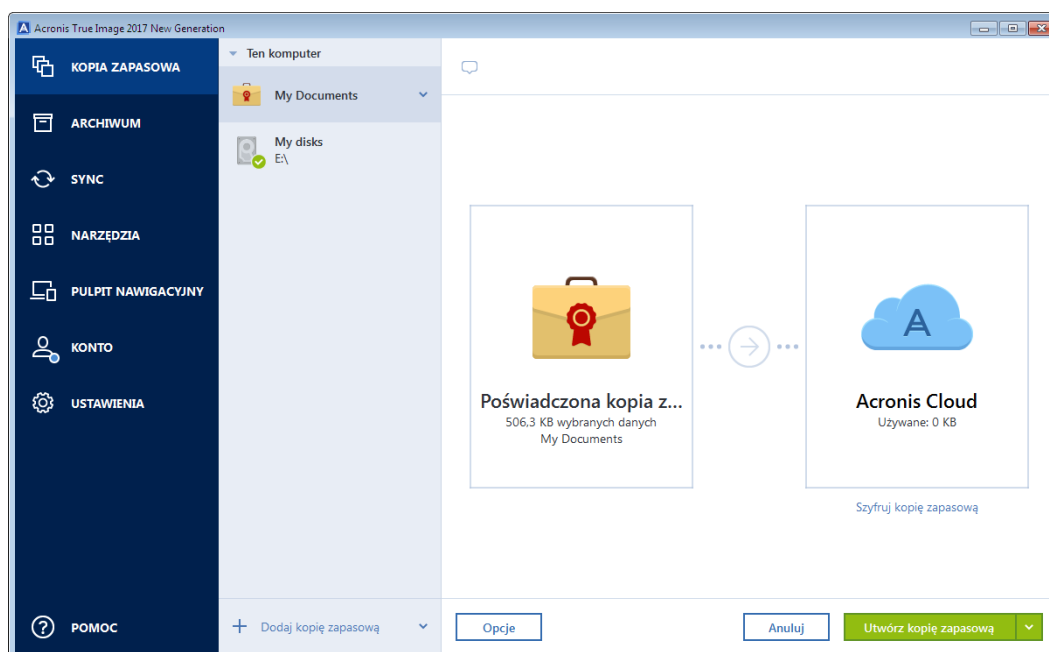 Acronis True Image 2017 New Generation
KOPIA ZAPASOWA
ARCHIWUM
SYNC
NARZĘDZIA
PULPIT NAWIGACYJNY
KONTO
USTAWIENIA
POMOC
Ten komputer
My Documents
My disks
E:\
Dodaj kopię zapasową
Poświadczona kopia z...
506,3 KB wybranych danych
My Documents
Acronis Cloud
Używane: 0 KB
Szyfruj kopię zapasową
Opcje
Anuluj
Utwórz kopię zapasową